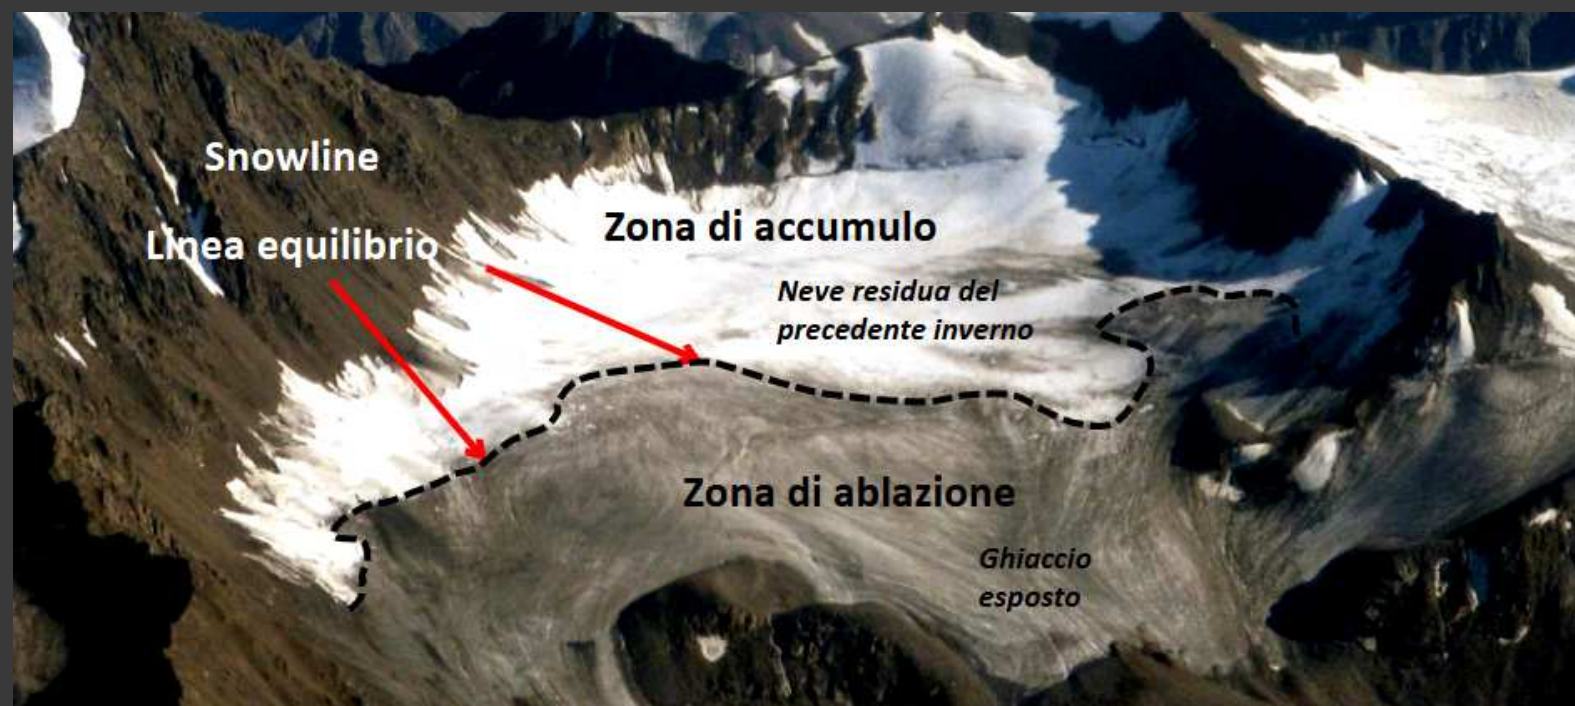 Snowline
Linea equilibrio
Zona di accumulo
Neve residua del
precedente inverno
Zona di ablazione
Ghiaccio
esposto